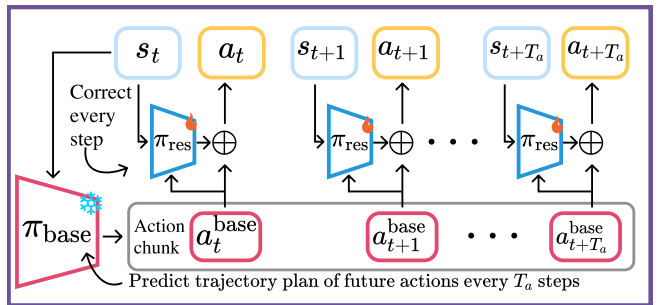 s_t a_t s_{t+1} a_{t+1} s_{t+T_a} a_{t+T_a}
Correct
every
step
π_res ⊕ π_res ⊕ · · · π_res ⊕
π_base
Action
chunk
a_t^base a_{t+1}^base · · · a_{t+T_a}^base
Predict trajectory plan of future actions every T_a steps